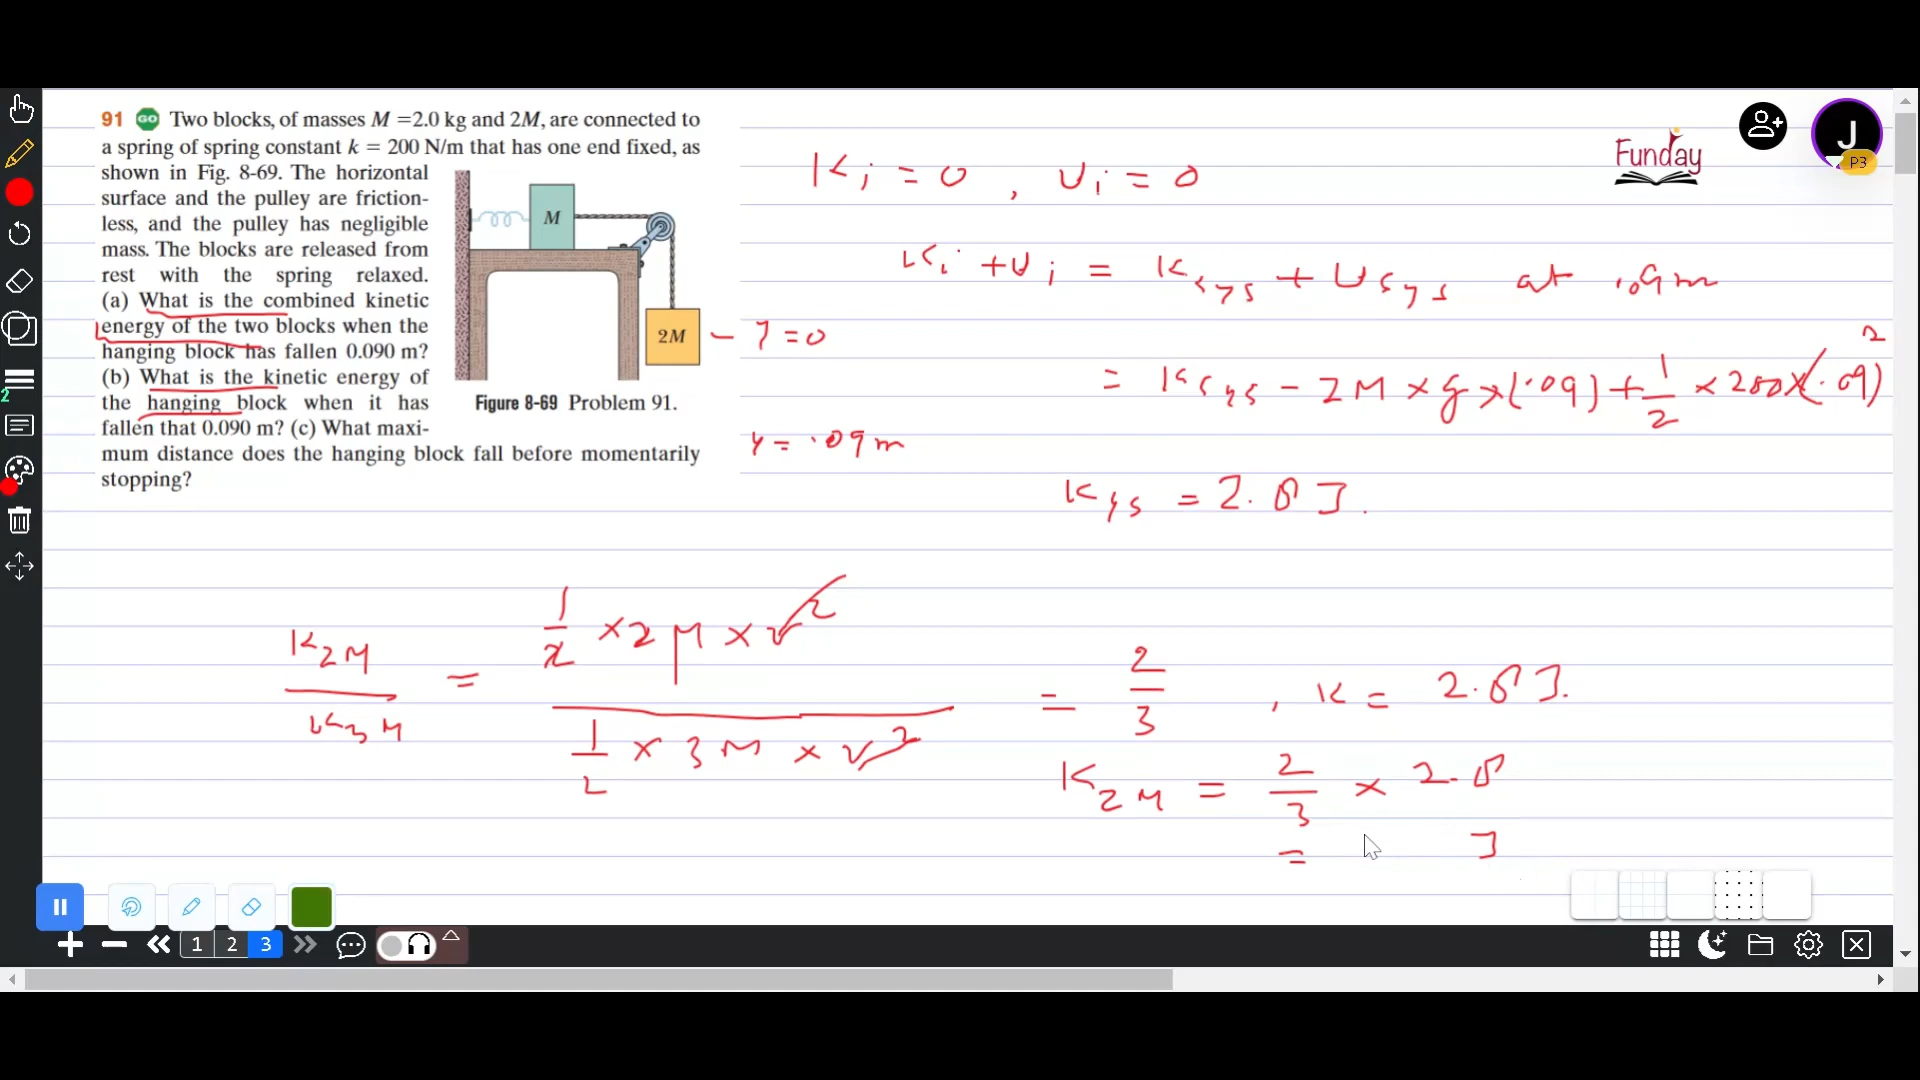 91 GO Two blocks, of masses M =2.0 kg and 2M, are connected to
a spring of spring constant k = 200 N/m that has one end fixed, as
shown in Fig. 8-69. The horizontal
surface and the pulley are friction-
less, and the pulley has negligible
mass. The blocks are released from
rest with the spring relaxed.
(a) What is the combined kinetic
energy of the two blocks when the
hanging block has fallen 0.090 m?
(b) What is the kinetic energy of
the hanging block when it has
fallen that 0.090 m? (c) What maxi-
mum distance does the hanging block fall before momentarily
stopping?
M
2M
Figure 8-69 Problem 91.
– y = 0
y = .09 m
Ki = 0 , Ui = 0
Ki + Ui = Ksys + Usys at .09m
= Ksys − 2M × g × (.09) + 1/2 × 200 × (.09)²
Kys = 2.8 J.
K2M / K3M = 1/2 × 2M × v² / 1/2 × 3M × v² = 2/3 , K = 2.8 J.
K2M = 2/3 × 2.8
= J
Funday
J
P3
2
1 2 3